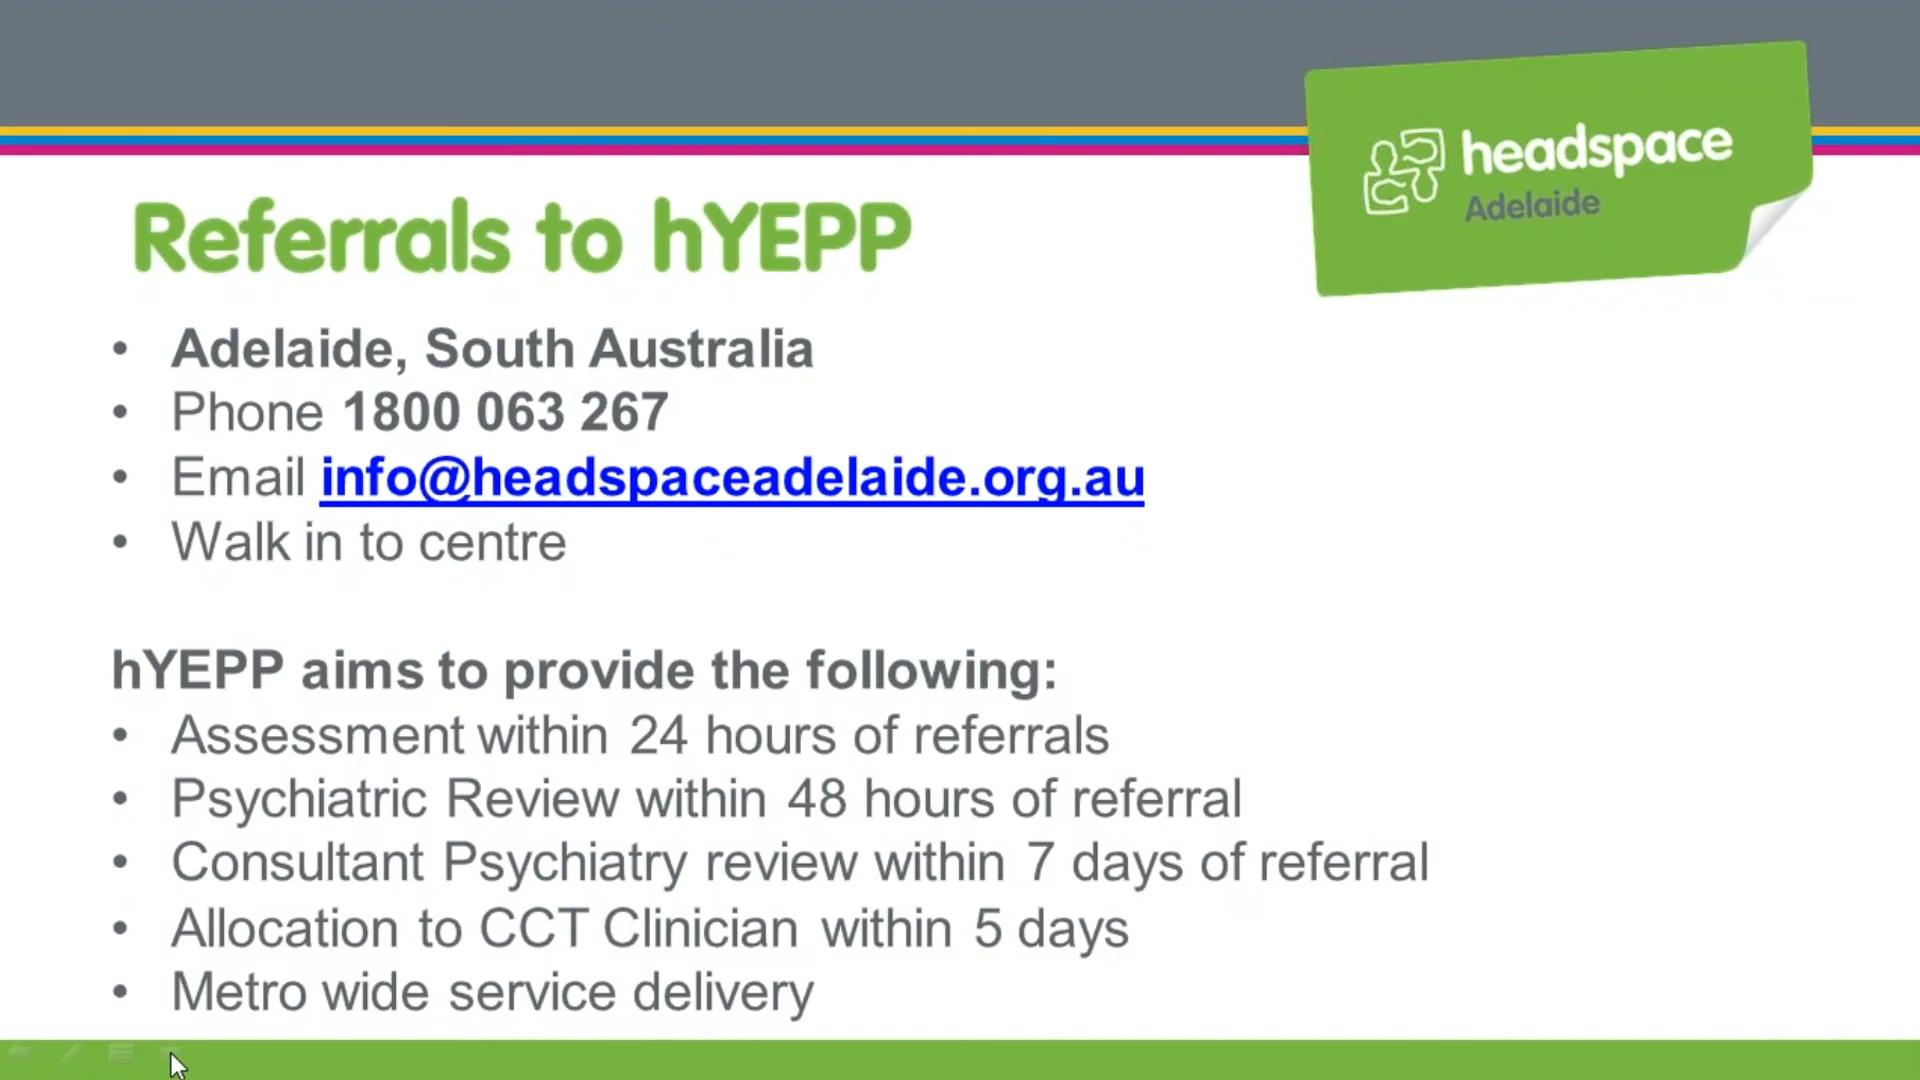 headspace
Adelaide
Referrals to hYEPP
• Adelaide, South Australia
• Phone 1800 063 267
• Email info@headspaceadelaide.org.au
• Walk in to centre
hYEPP aims to provide the following:
• Assessment within 24 hours of referrals
• Psychiatric Review within 48 hours of referral
• Consultant Psychiatry review within 7 days of referral
• Allocation to CCT Clinician within 5 days
• Metro wide service delivery